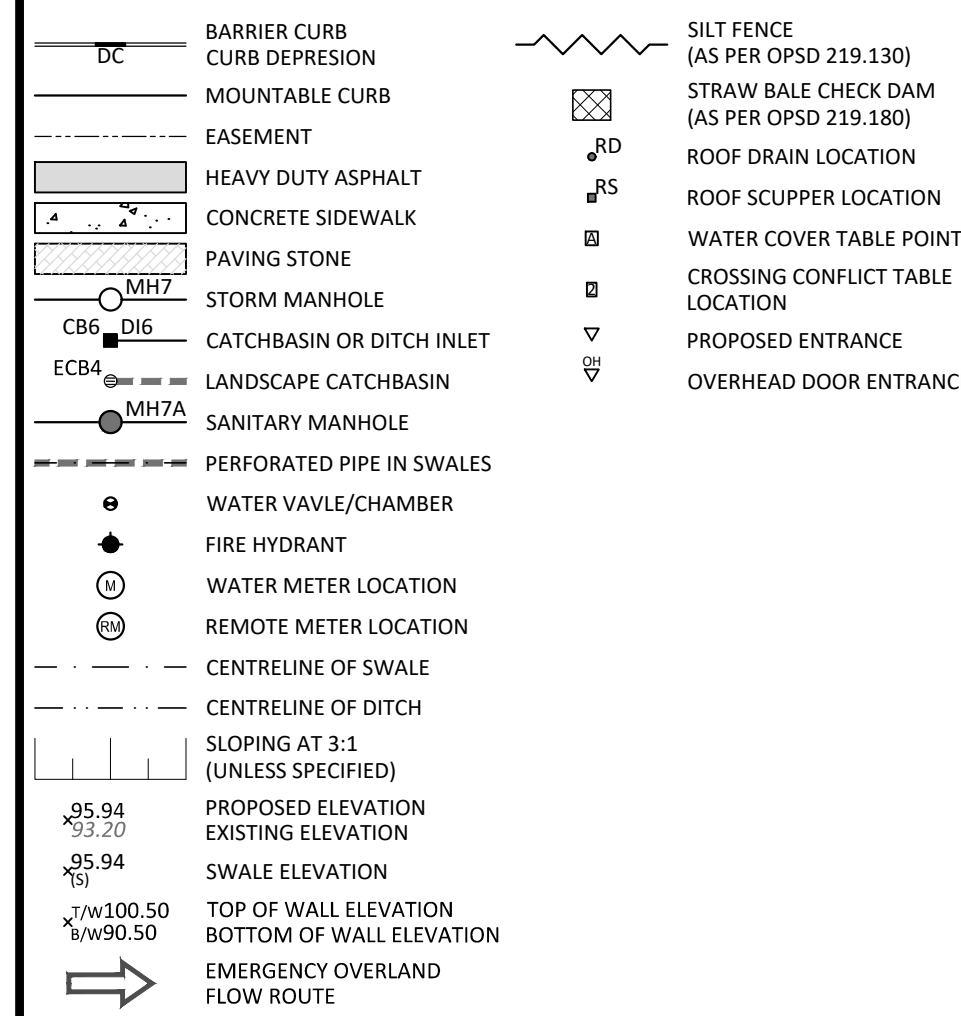 DC
BARRIER CURB
CURB DEPRESION
MOUNTABLE CURB
EASEMENT
HEAVY DUTY ASPHALT
CONCRETE SIDEWALK
PAVING STONE
MH7
STORM MANHOLE
CB6 DI6
CATCHBASIN OR DITCH INLET
ECB4
LANDSCAPE CATCHBASIN
MH7A
SANITARY MANHOLE
PERFORATED PIPE IN SWALES
WATER VAVLE/CHAMBER
FIRE HYDRANT
M
WATER METER LOCATION
RM
REMOTE METER LOCATION
CENTRELINE OF SWALE
CENTRELINE OF DITCH
SLOPING AT 3:1
(UNLESS SPECIFIED)
×95.94
93.20
PROPOSED ELEVATION
EXISTING ELEVATION
×95.94
(S)
SWALE ELEVATION
×T/W100.50
B/W90.50
TOP OF WALL ELEVATION
BOTTOM OF WALL ELEVATION
EMERGENCY OVERLAND
FLOW ROUTE
SILT FENCE
(AS PER OPSD 219.130)
STRAW BALE CHECK DAM
(AS PER OPSD 219.180)
RD
ROOF DRAIN LOCATION
RS
ROOF SCUPPER LOCATION
A
WATER COVER TABLE POINT
2
CROSSING CONFLICT TABLE
LOCATION
PROPOSED ENTRANCE
OH
OVERHEAD DOOR ENTRANC